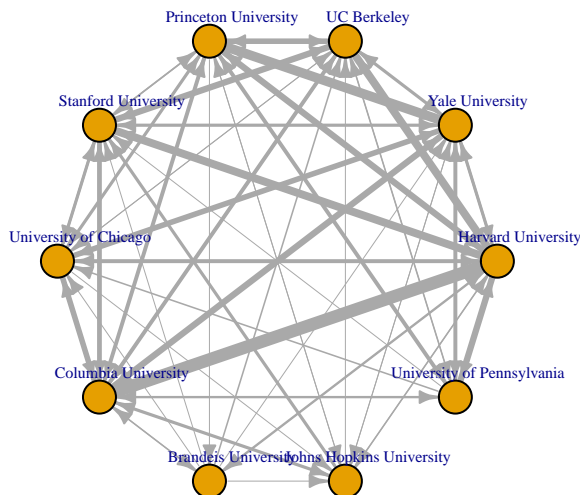 Princeton University
UC Berkeley
Stanford University
Yale University
University of Chicago
Harvard University
Columbia University
University of Pennsylvania
Brandeis University
Johns Hopkins University